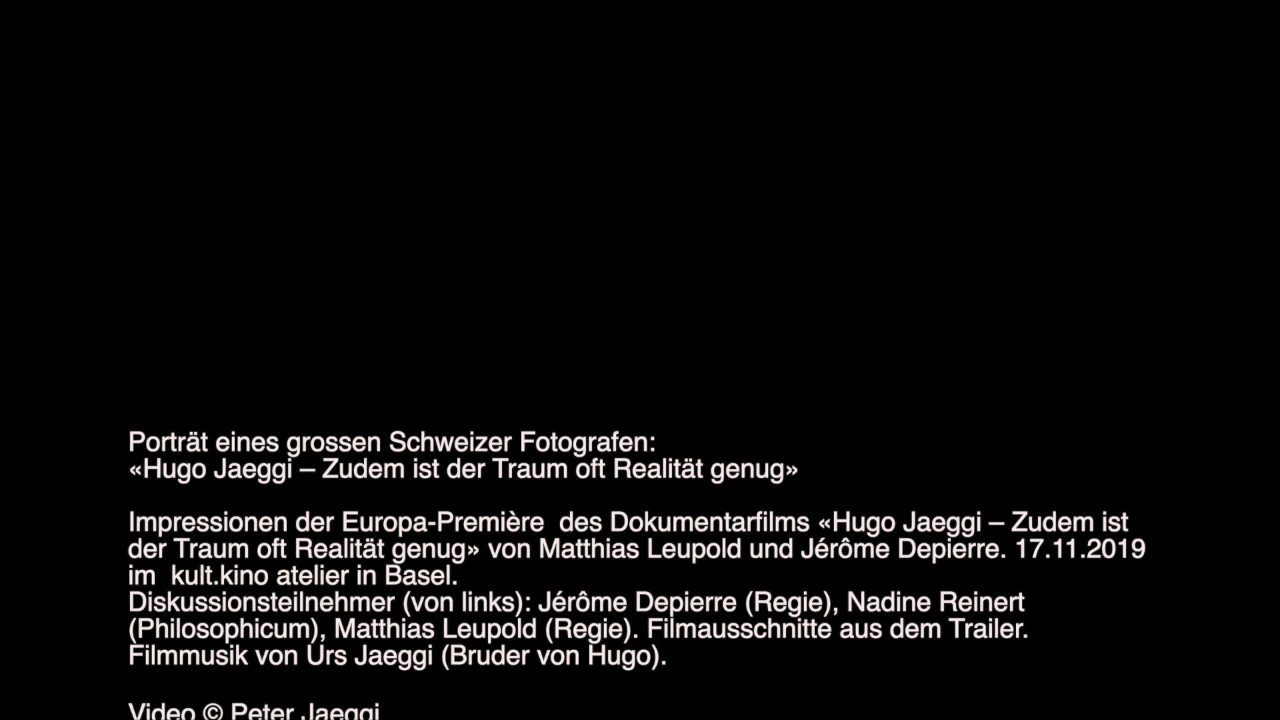 Porträt eines grossen Schweizer Fotografen:
«Hugo Jaeggi – Zudem ist der Traum oft Realität genug»
Impressionen der Europa-Première  des Dokumentarfilms «Hugo Jaeggi – Zudem ist
der Traum oft Realität genug» von Matthias Leupold und Jérôme Depierre. 17.11.2019
im  kult.kino atelier in Basel.
Diskussionsteilnehmer (von links): Jérôme Depierre (Regie), Nadine Reinert
(Philosophicum), Matthias Leupold (Regie). Filmausschnitte aus dem Trailer.
Filmmusik von Urs Jaeggi (Bruder von Hugo).
Video © Peter Jaeggi